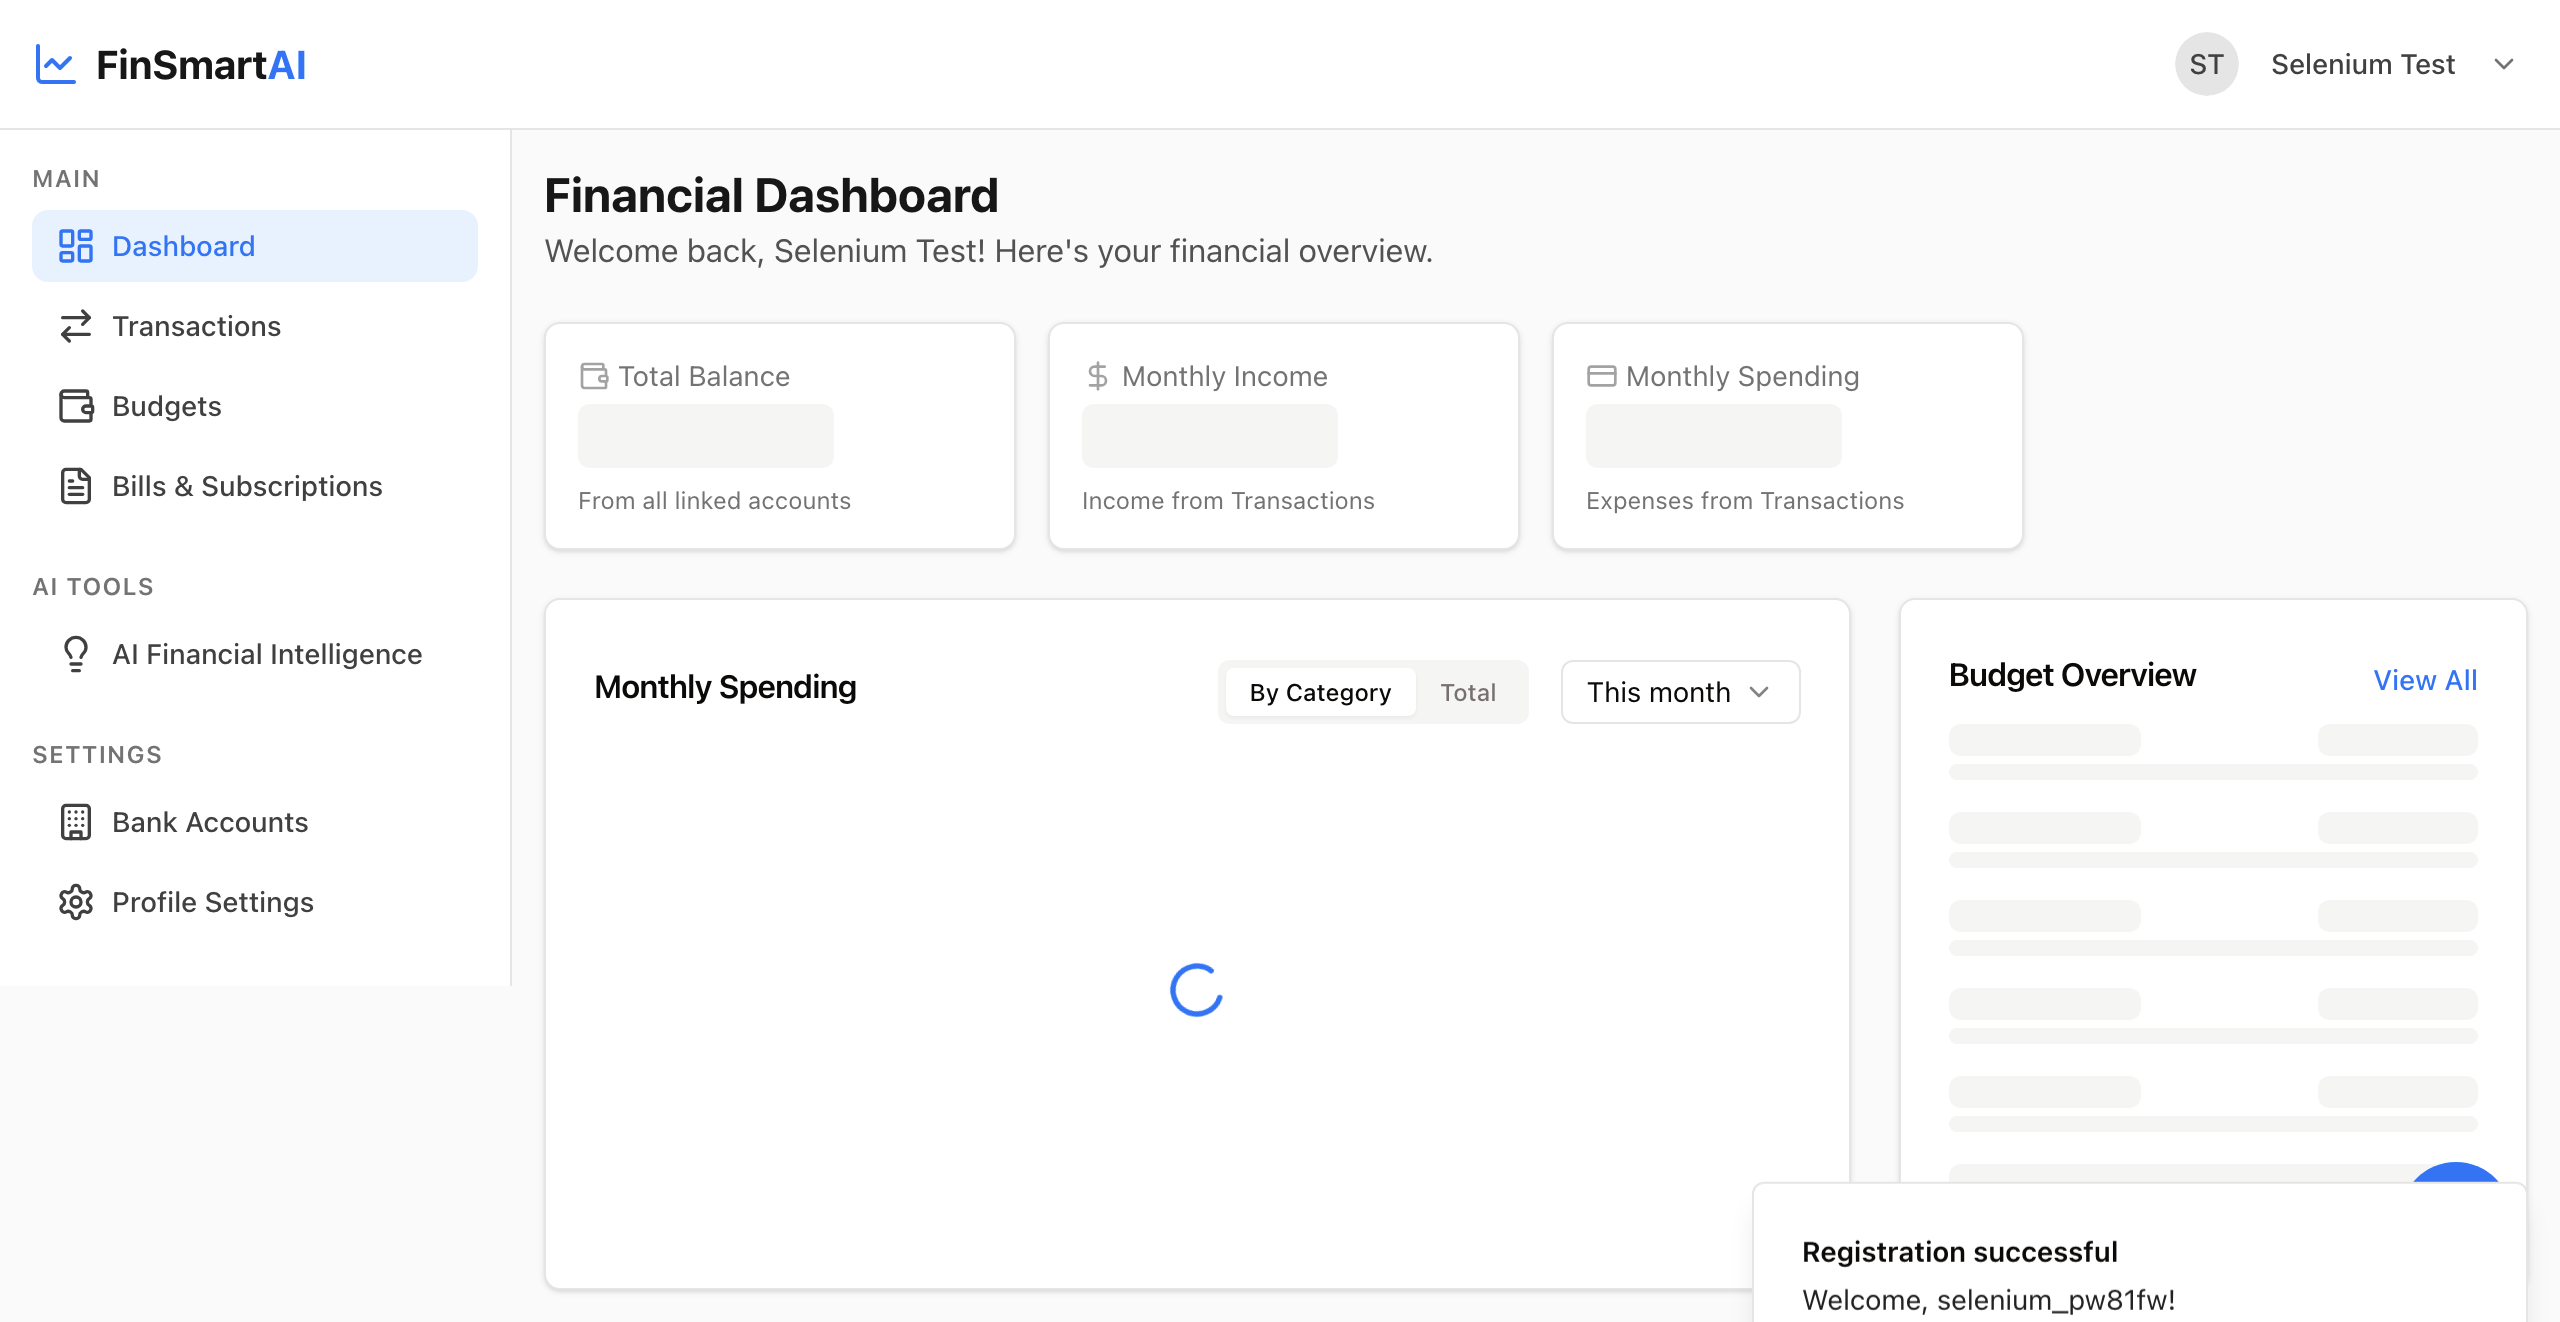 FinSmartAI
ST
Selenium Test
MAIN
Dashboard
Transactions
Budgets
Bills & Subscriptions
AI TOOLS
AI Financial Intelligence
SETTINGS
Bank Accounts
Profile Settings
Financial Dashboard
Welcome back, Selenium Test! Here's your financial overview.
Total Balance
From all linked accounts
Monthly Income
Income from Transactions
Monthly Spending
Expenses from Transactions
Monthly Spending
By Category
Total
This month
Budget Overview
View All
Registration successful
Welcome, selenium_pw81fw!